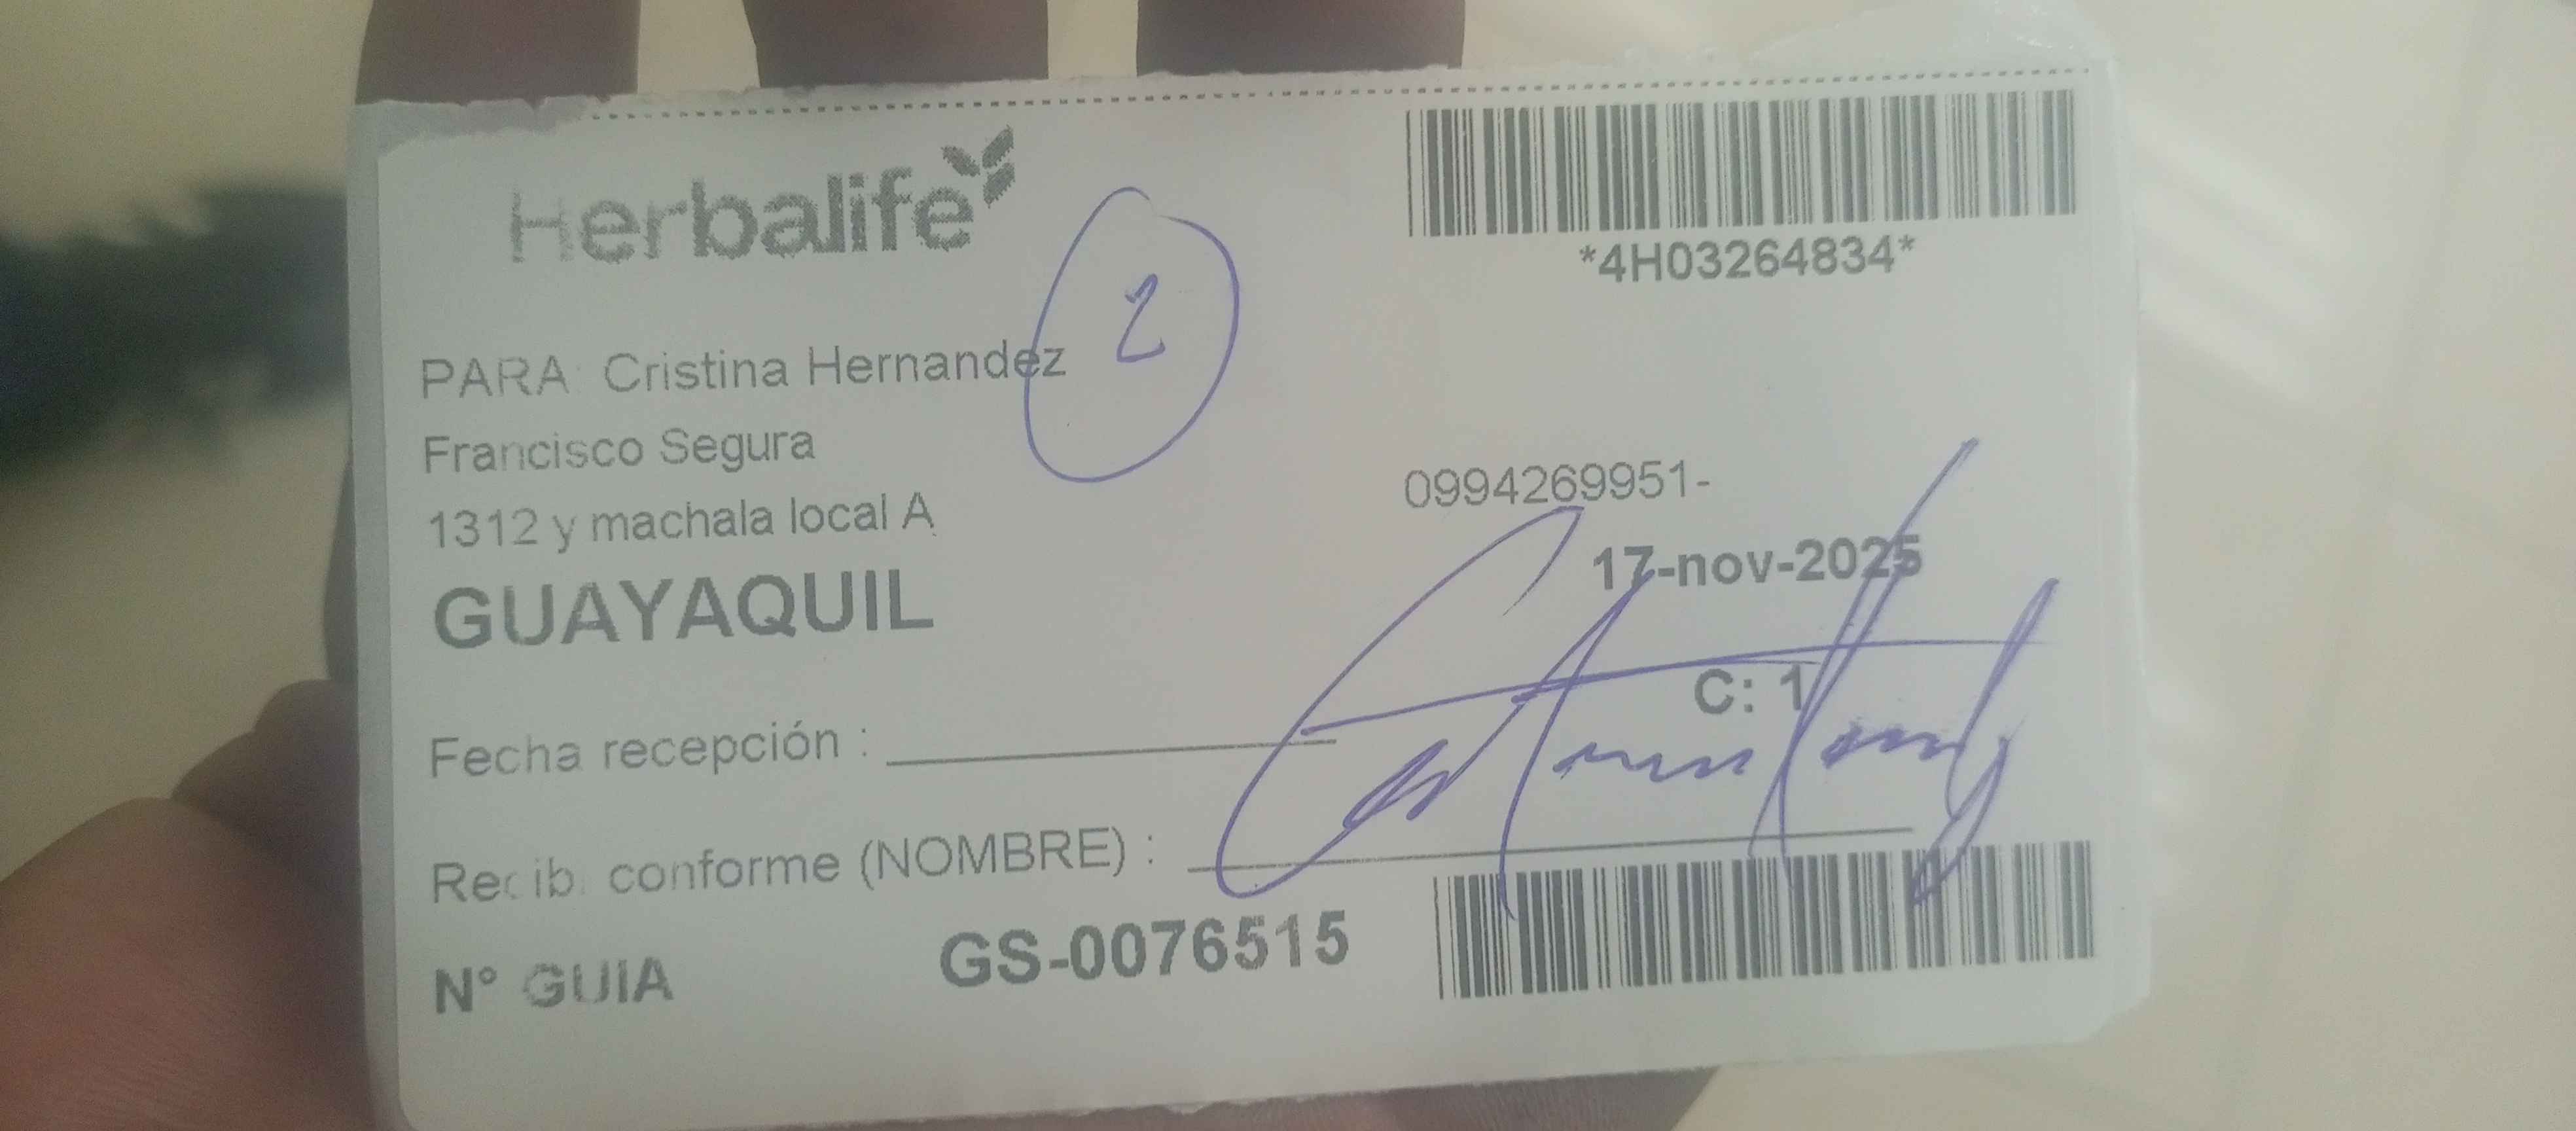 Herbalife
*4H03264834*
2
PARA: Cristina Hernandez
Francisco Segura
1312 y machala local A
GUAYAQUIL
0994269951-
17-nov-2025
C: 1
Fecha recepción :
Recib. conforme (NOMBRE) :
N° GUIA GS-0076515